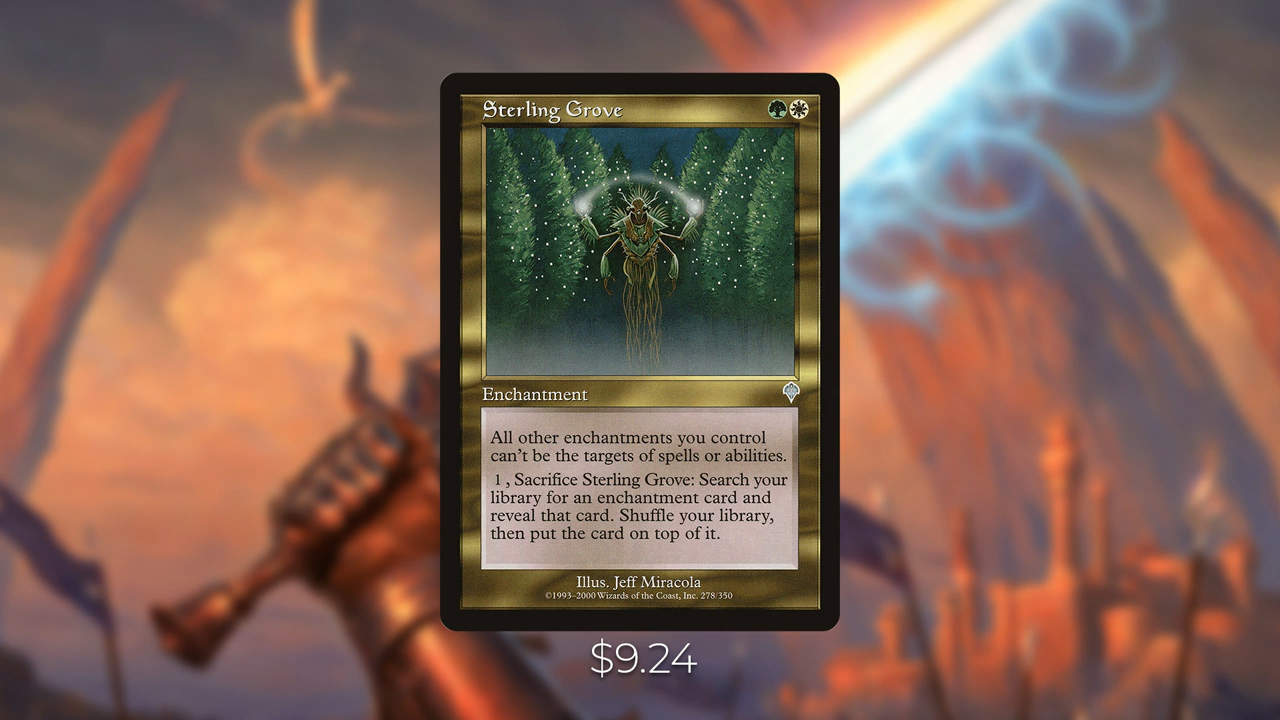 Sterling Grove
Enchantment
All other enchantments you control
can't be the targets of spells or abilities.
1, Sacrifice Sterling Grove: Search your
library for an enchantment card and
reveal that card. Shuffle your library,
then put the card on top of it.
Illus. Jeff Miracola
©1993–2000 Wizards of the Coast, Inc. 278/350
$9.24